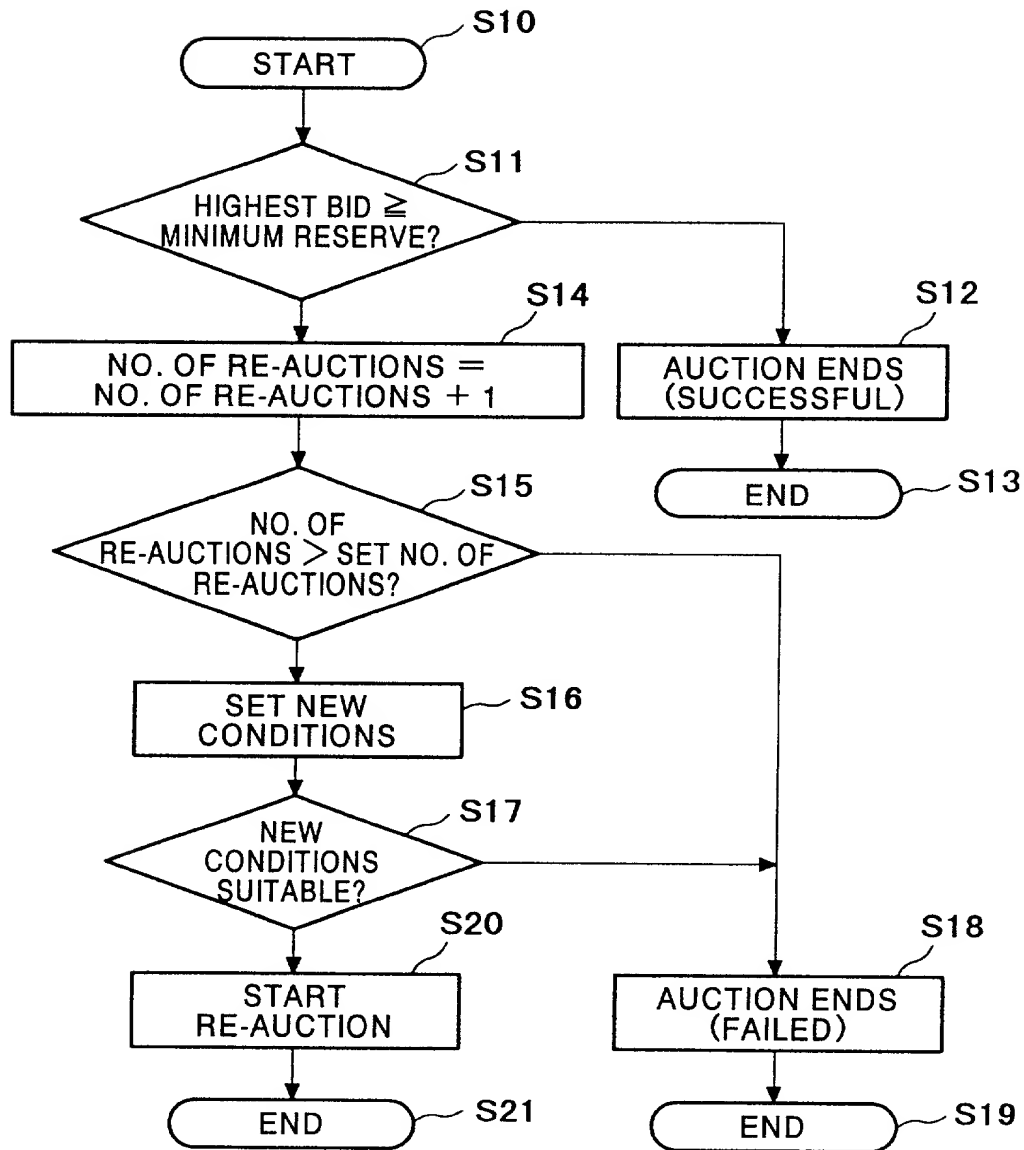 S10
START
S11
HIGHEST BID ≧
MINIMUM RESERVE?
S14
NO. OF RE-AUCTIONS =
NO. OF RE-AUCTIONS + 1
S12
AUCTION ENDS
(SUCCESSFUL)
END
S13
S15
NO. OF
RE-AUCTIONS > SET NO. OF
RE-AUCTIONS?
SET NEW
CONDITIONS
S16
S17
NEW
CONDITIONS
SUITABLE?
S20
START
RE-AUCTION
S18
AUCTION ENDS
(FAILED)
END
S21
END
S19